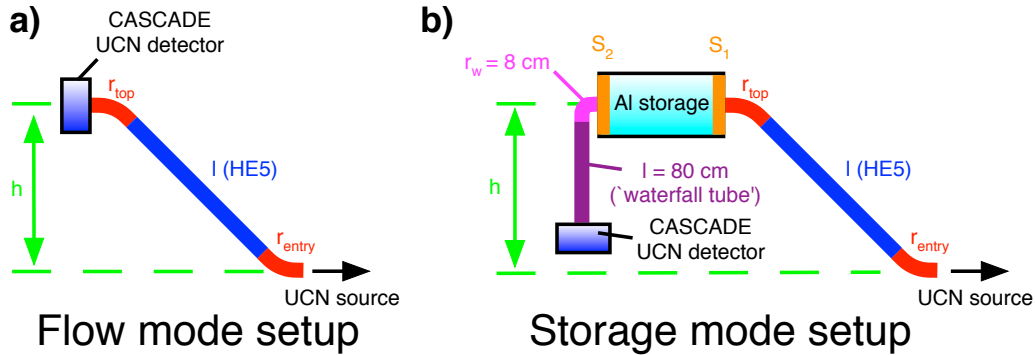 a)
CASCADE
UCN detector
r_top
h
l (HE5)
r_entry
UCN source
Flow mode setup
b)
S_2
S_1
r_w = 8 cm
Al storage
r_top
h
l (HE5)
l = 80 cm
(`waterfall tube')
CASCADE
UCN detector
r_entry
UCN source
Storage mode setup